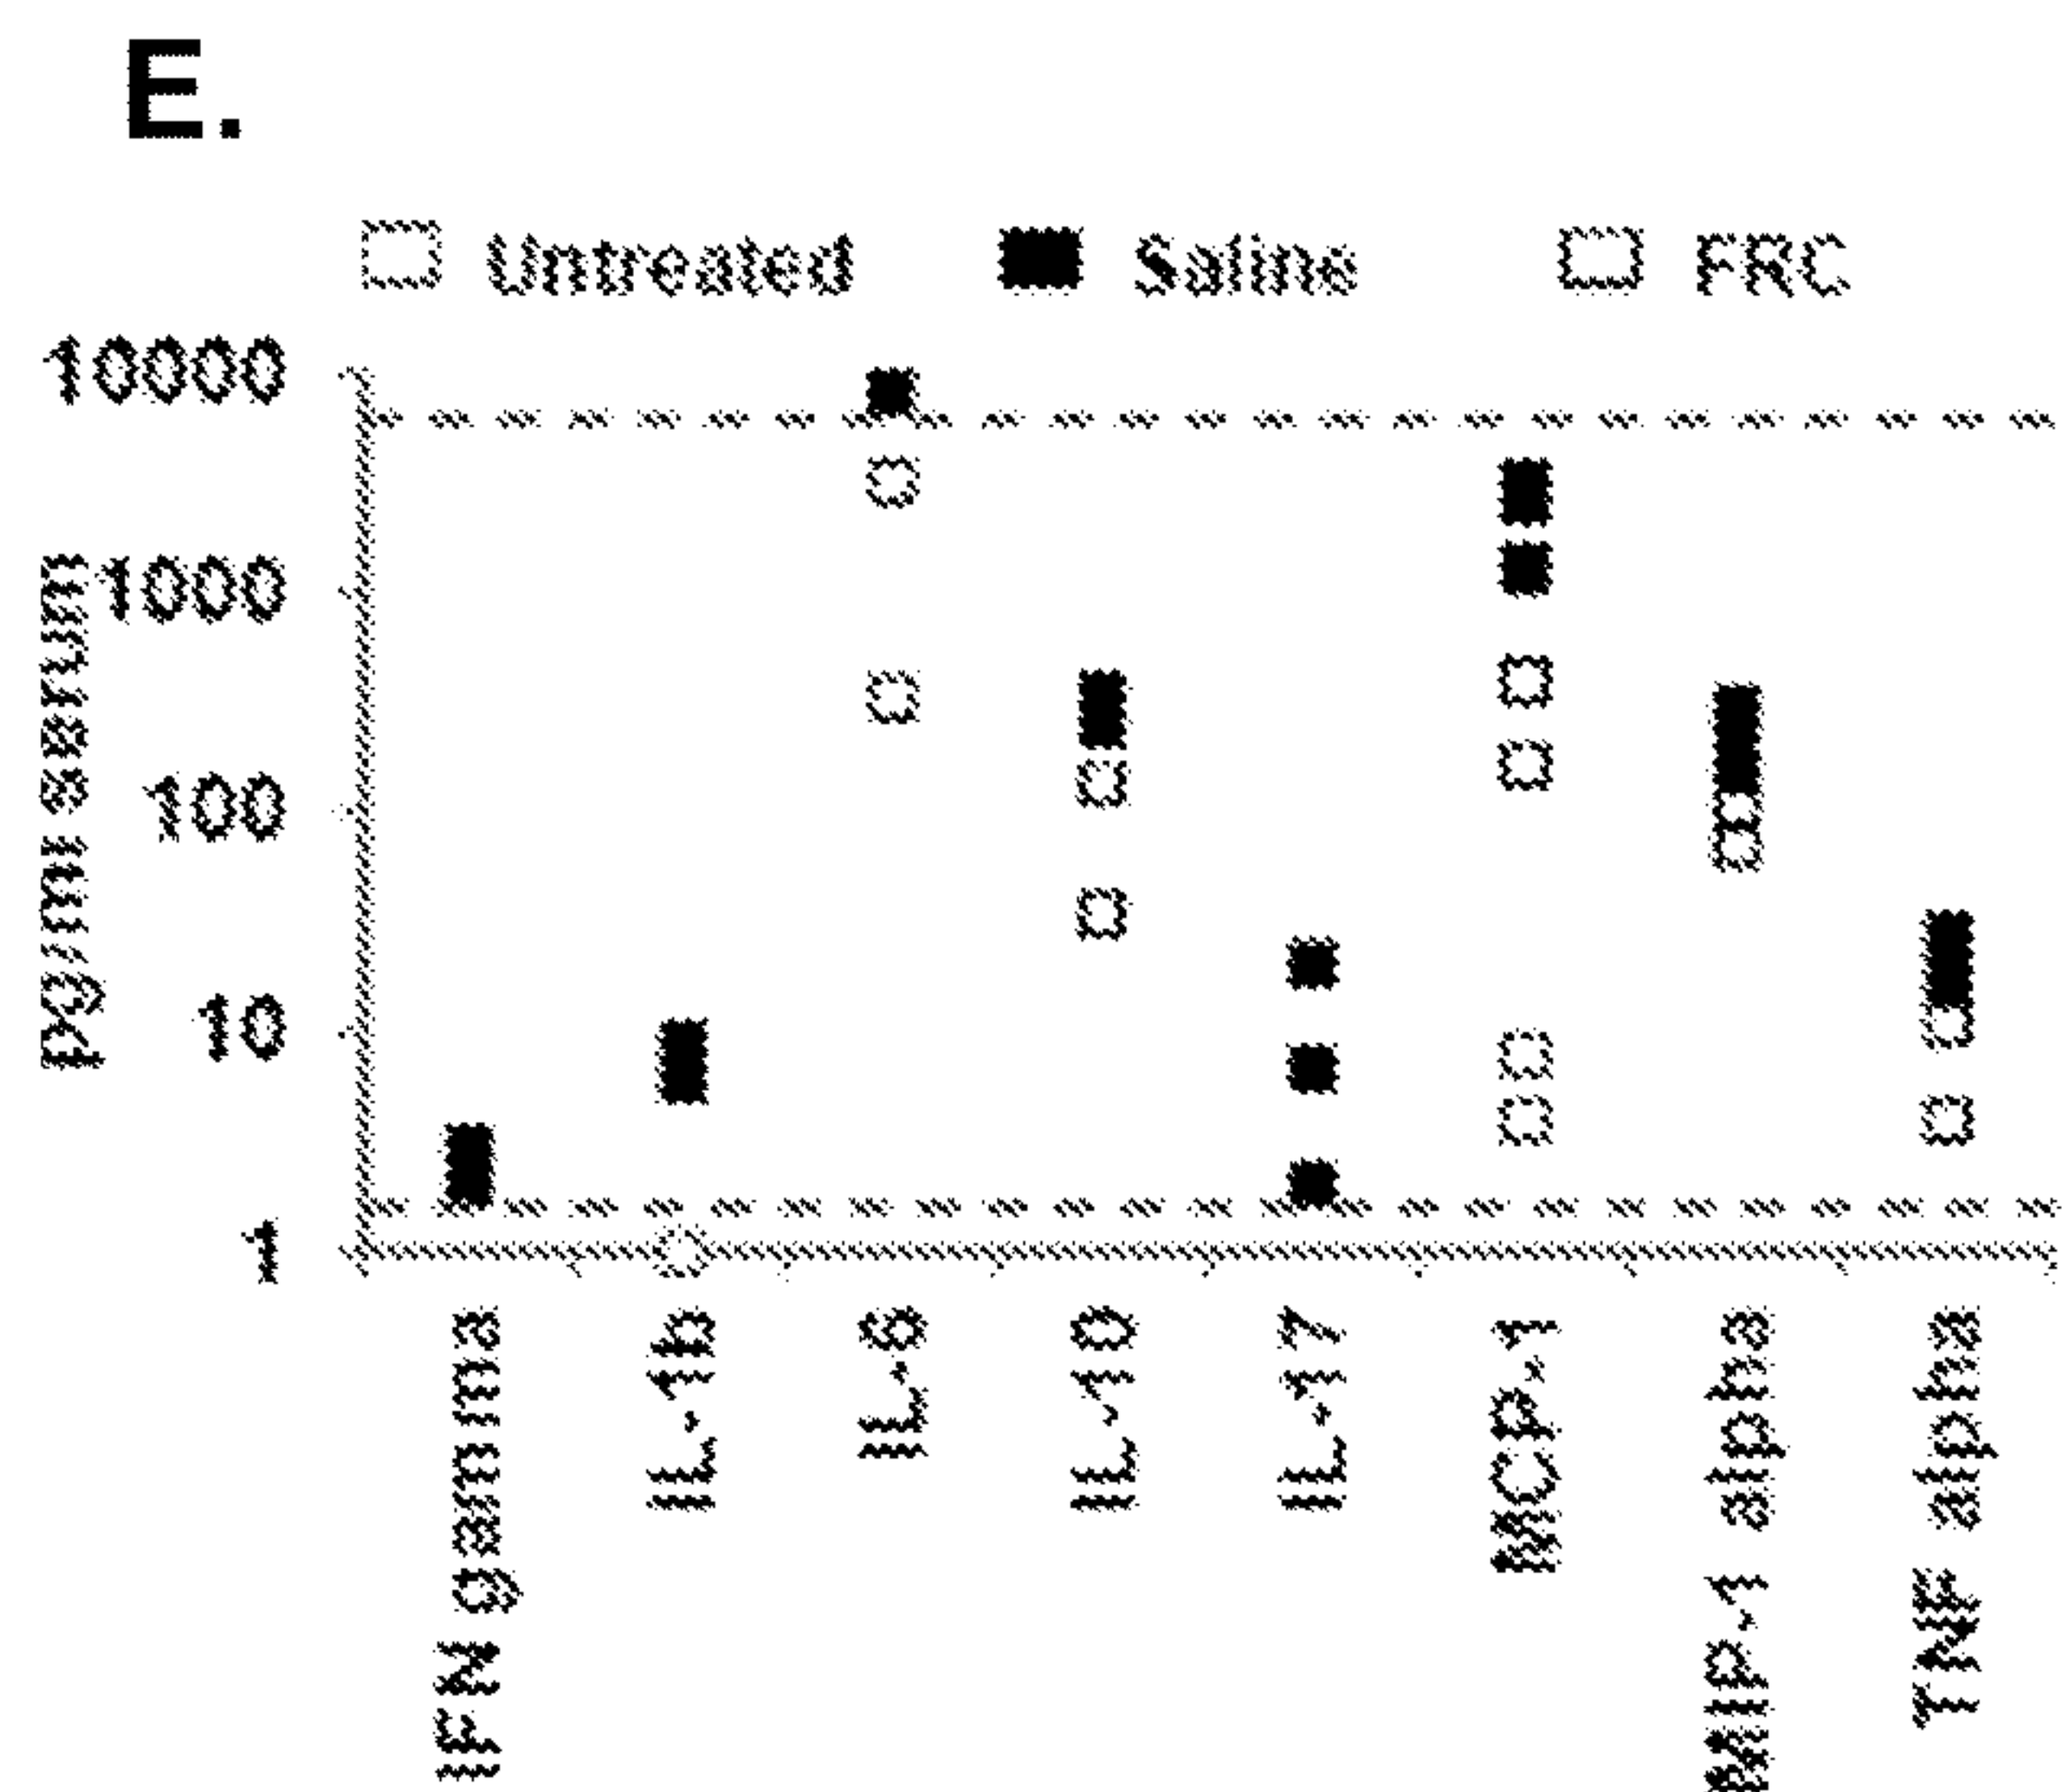 E.
Untreated Saline FRC
10000
1000
100
10
1
pg/ml serum
IFN gamma
IL-1b
IL-6
IL-10
IL-17
MCP-1
MIP-1 alpha
TNF alpha